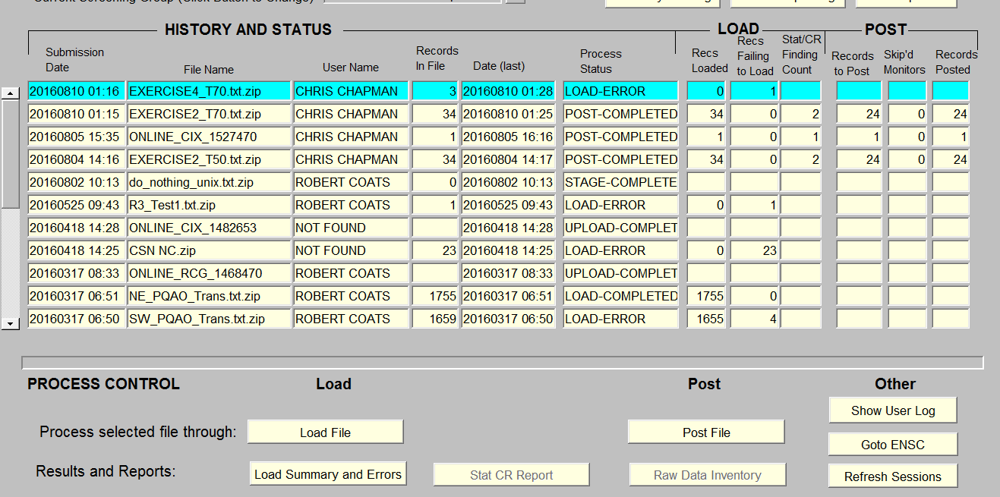 Current Screening Group (Click Button to Change)
HISTORY AND STATUS LOAD POST
Submission Date File Name User Name Records In File Date (last) Process Status Recs Loaded Recs Failing to Load Stat/CR Finding Count Records to Post Skip'd Monitors Records Posted
20160810 01:16 EXERCISE4_T70.txt.zip CHRIS CHAPMAN 3 20160810 01:28 LOAD-ERROR 0 1
20160810 01:15 EXERCISE2_T70.txt.zip CHRIS CHAPMAN 34 20160810 01:25 POST-COMPLETED 34 0 2 24 0 24
20160805 15:35 ONLINE_CIX_1527470 CHRIS CHAPMAN 1 20160805 16:16 POST-COMPLETED 1 0 1 1 0 1
20160804 14:16 EXERCISE2_T50.txt.zip CHRIS CHAPMAN 34 20160804 14:17 POST-COMPLETED 34 0 2 24 0 24
20160802 10:13 do_nothing_unix.txt.zip ROBERT COATS 0 20160802 10:13 STAGE-COMPLETE
20160525 09:43 R3_Test1.txt.zip ROBERT COATS 1 20160525 09:43 LOAD-ERROR 0 1
20160418 14:28 ONLINE_CIX_1482653 NOT FOUND 20160418 14:28 UPLOAD-COMPLET
20160418 14:25 CSN NC.zip NOT FOUND 23 20160418 14:25 LOAD-ERROR 0 23
20160317 08:33 ONLINE_RCG_1468470 ROBERT COATS 20160317 08:33 UPLOAD-COMPLET
20160317 06:51 NE_PQAO_Trans.txt.zip ROBERT COATS 1755 20160317 06:51 LOAD-COMPLETED 1755 0
20160317 06:50 SW_PQAO_Trans.txt.zip ROBERT COATS 1659 20160317 06:50 LOAD-ERROR 1655 4
PROCESS CONTROL Load Post Other
Show User Log
Process selected file through: Load File Post File
Goto ENSC
Results and Reports: Load Summary and Errors Stat CR Report Raw Data Inventory Refresh Sessions